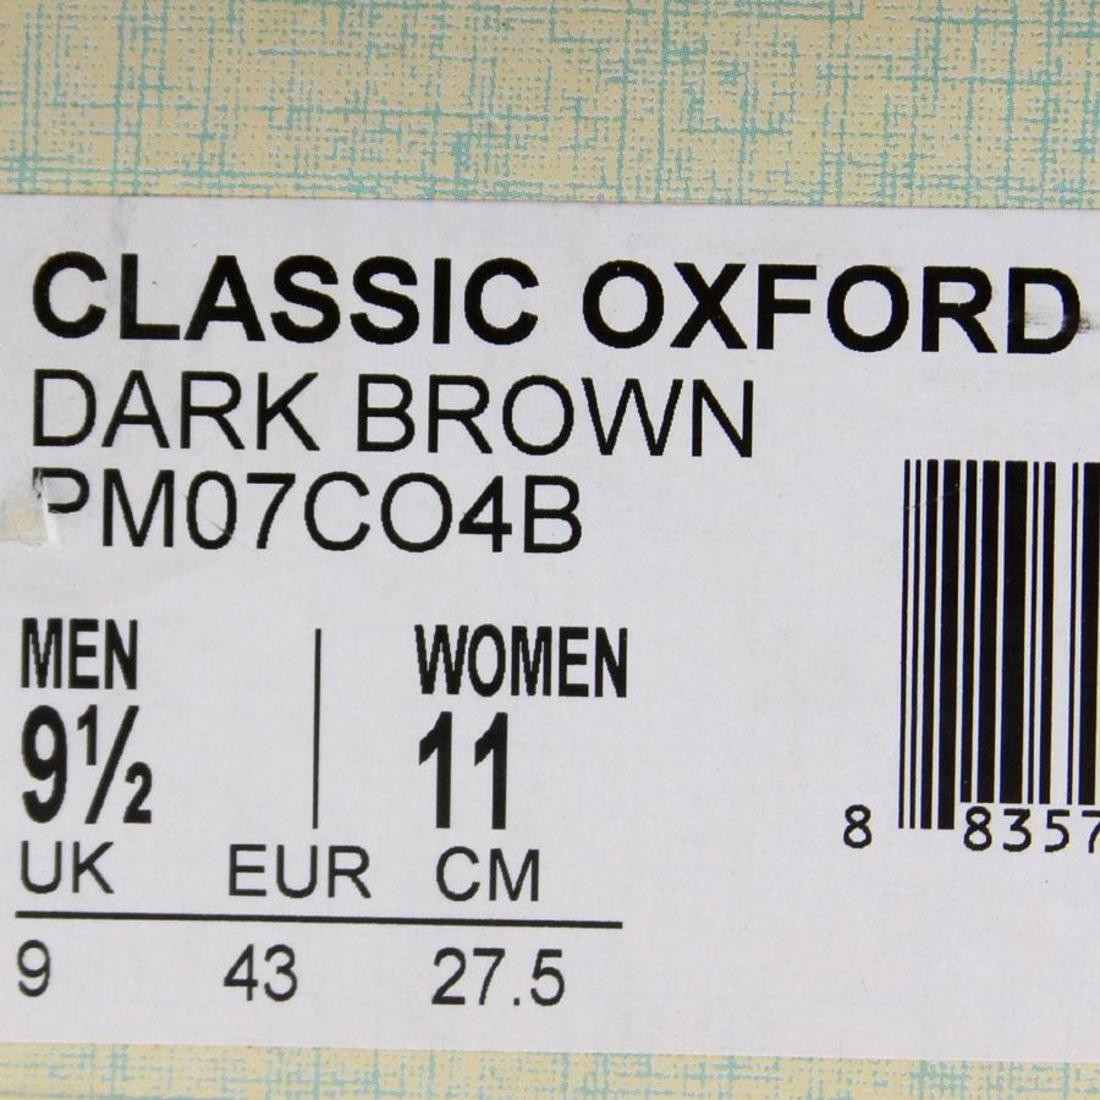 CLASSIC OXFORD
DARK BROWN
PM07CO4B
MEN | WOMEN
9½ 11
UK EUR CM
9 43 27.5
8 8357